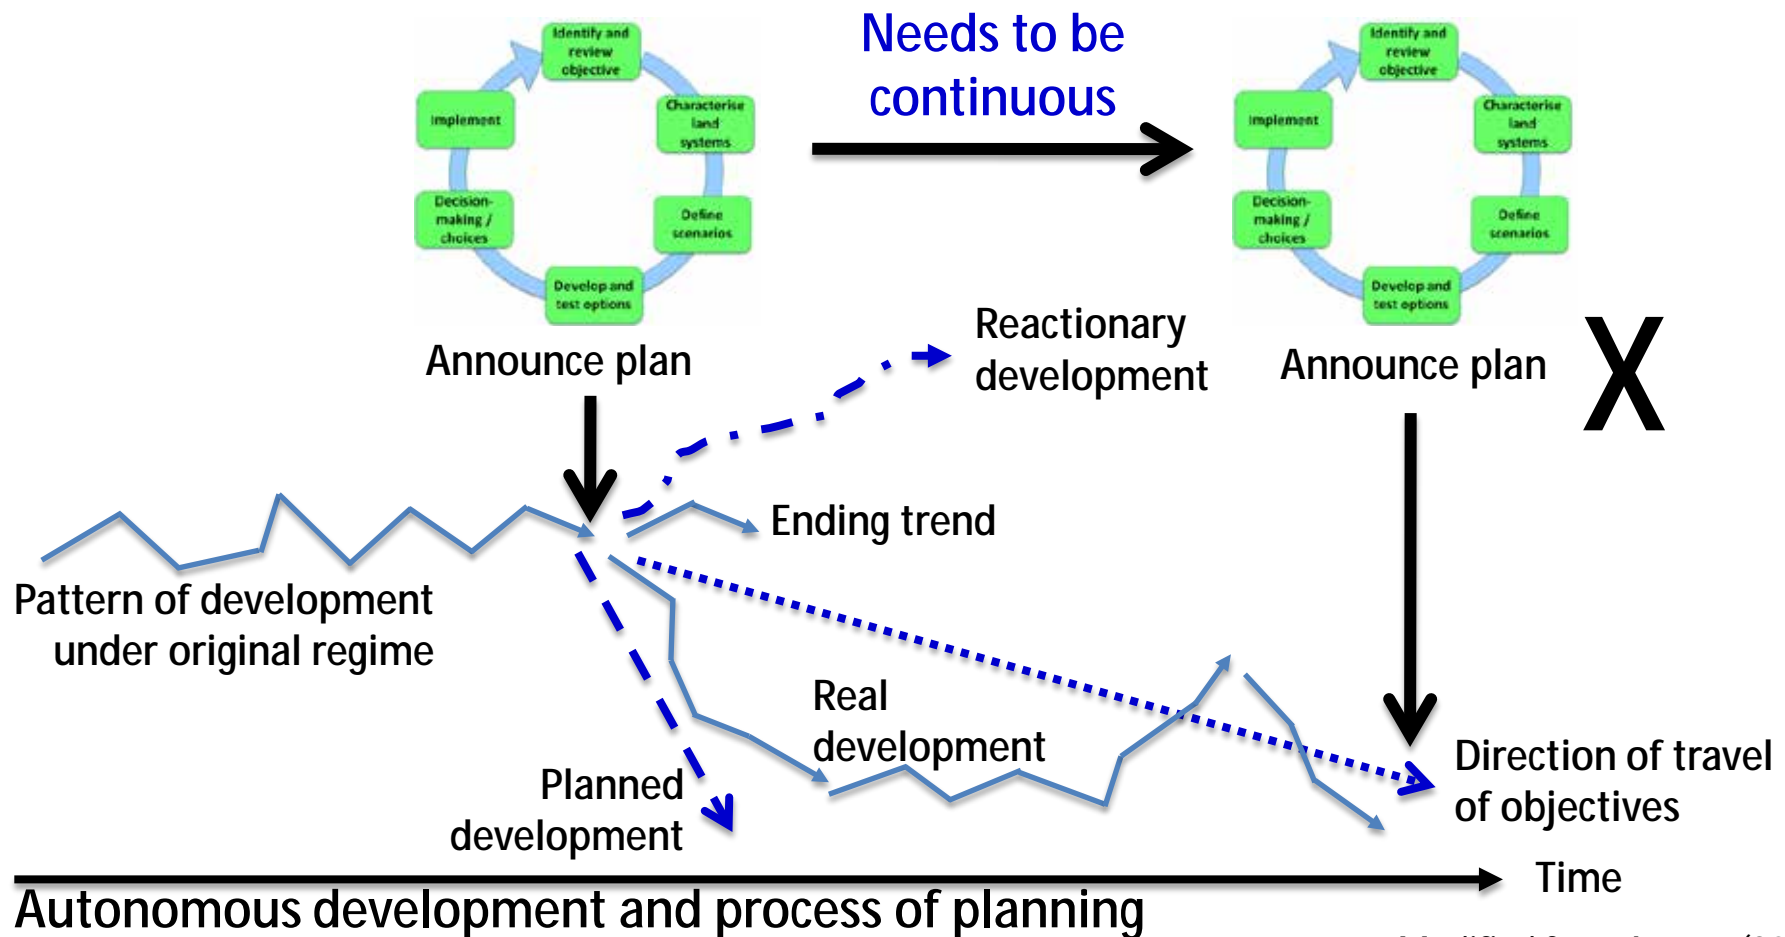 Needs to be
continuous
Identify and
review
objective
Characterise
land
systems
Define
scenarios
Develop and
test options
Decision-
making /
choices
Implement
Identify and
review
objective
Characterise
land
systems
Define
scenarios
Develop and
test options
Decision-
making /
choices
Implement
Announce plan
Reactionary
development
Announce plan
X
Ending trend
Pattern of development
under original regime
Real
development
Planned
development
Direction of travel
of objectives
Time
Autonomous development and process of planning